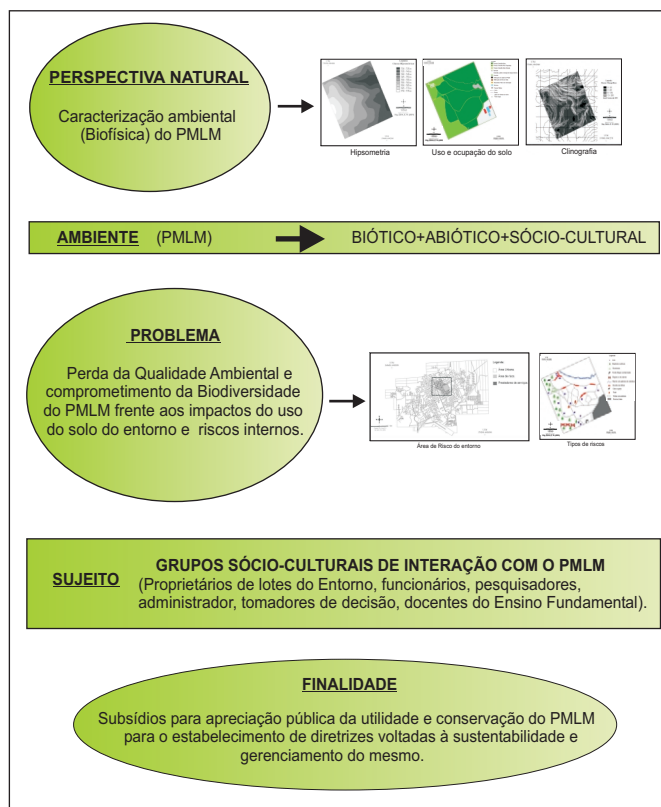 PERSPECTIVA NATURAL
Caracterização ambiental
(Biofísica) do PMLM
Hipsometria
Uso e ocupação do solo
Clinografia
AMBIENTE (PMLM)
BIÓTICO+ABIÓTICO+SÓCIO-CULTURAL
PROBLEMA
Perda da Qualidade Ambiental e
comprometimento da Biodiversidade
do PMLM frente aos impactos do uso
do solo do entorno e riscos internos.
Área de Risco do entorno
Tipos de riscos
SUJEITO
GRUPOS SÓCIO-CULTURAIS DE INTERAÇÃO COM O PMLM
(Proprietários de lotes do Entorno, funcionários, pesquisadores,
administrador, tomadores de decisão, docentes do Ensino Fundamental).
FINALIDADE
Subsídios para apreciação pública da utilidade e conservação do PMLM
para o estabelecimento de diretrizes voltadas à sustentabilidade e
gerenciamento do mesmo.